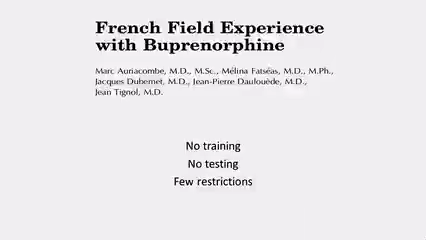 French Field Experience
with Buprenorphine
Marc Auriacombe, M.D., M.Sc., Mélina Fatséas, M.D., M.Ph.,
Jacques Dubernet, M.D., Jean-Pierre Daulouède, M.D.,
Jean Tignol, M.D.
No training
No testing
Few restrictions